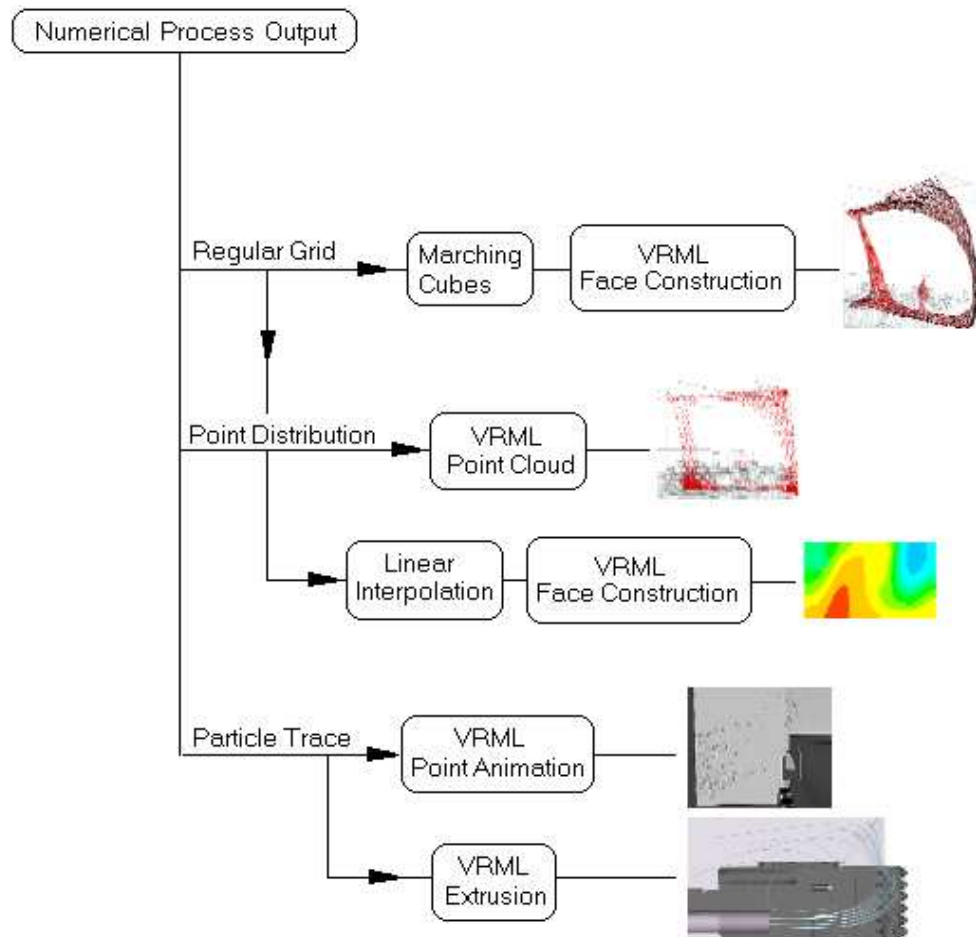 Numerical Process Output
Regular Grid
Marching
Cubes
VRML
Face Construction
Point Distribution
VRML
Point Cloud
Linear
Interpolation
VRML
Face Construction
Particle Trace
VRML
Point Animation
VRML
Extrusion